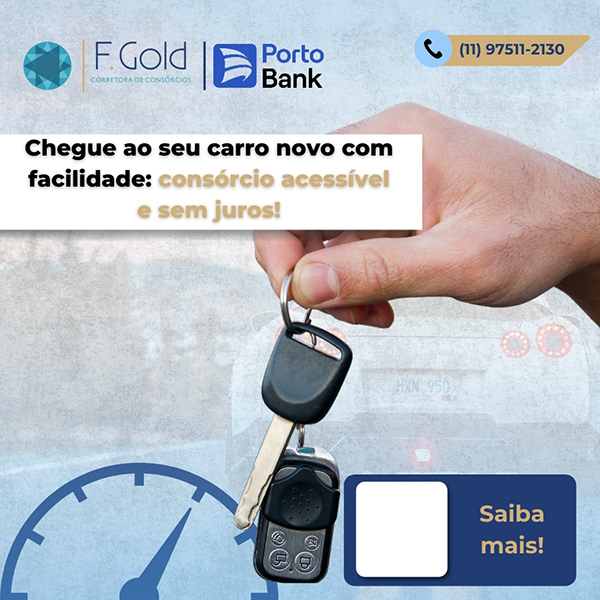 F.Gold
CORRETORA DE CONSÓRCIOS
Porto
Bank
(11) 97511-2130
Chegue ao seu carro novo com
facilidade: consórcio acessível
e sem juros!
HXN 950
Saiba
mais!